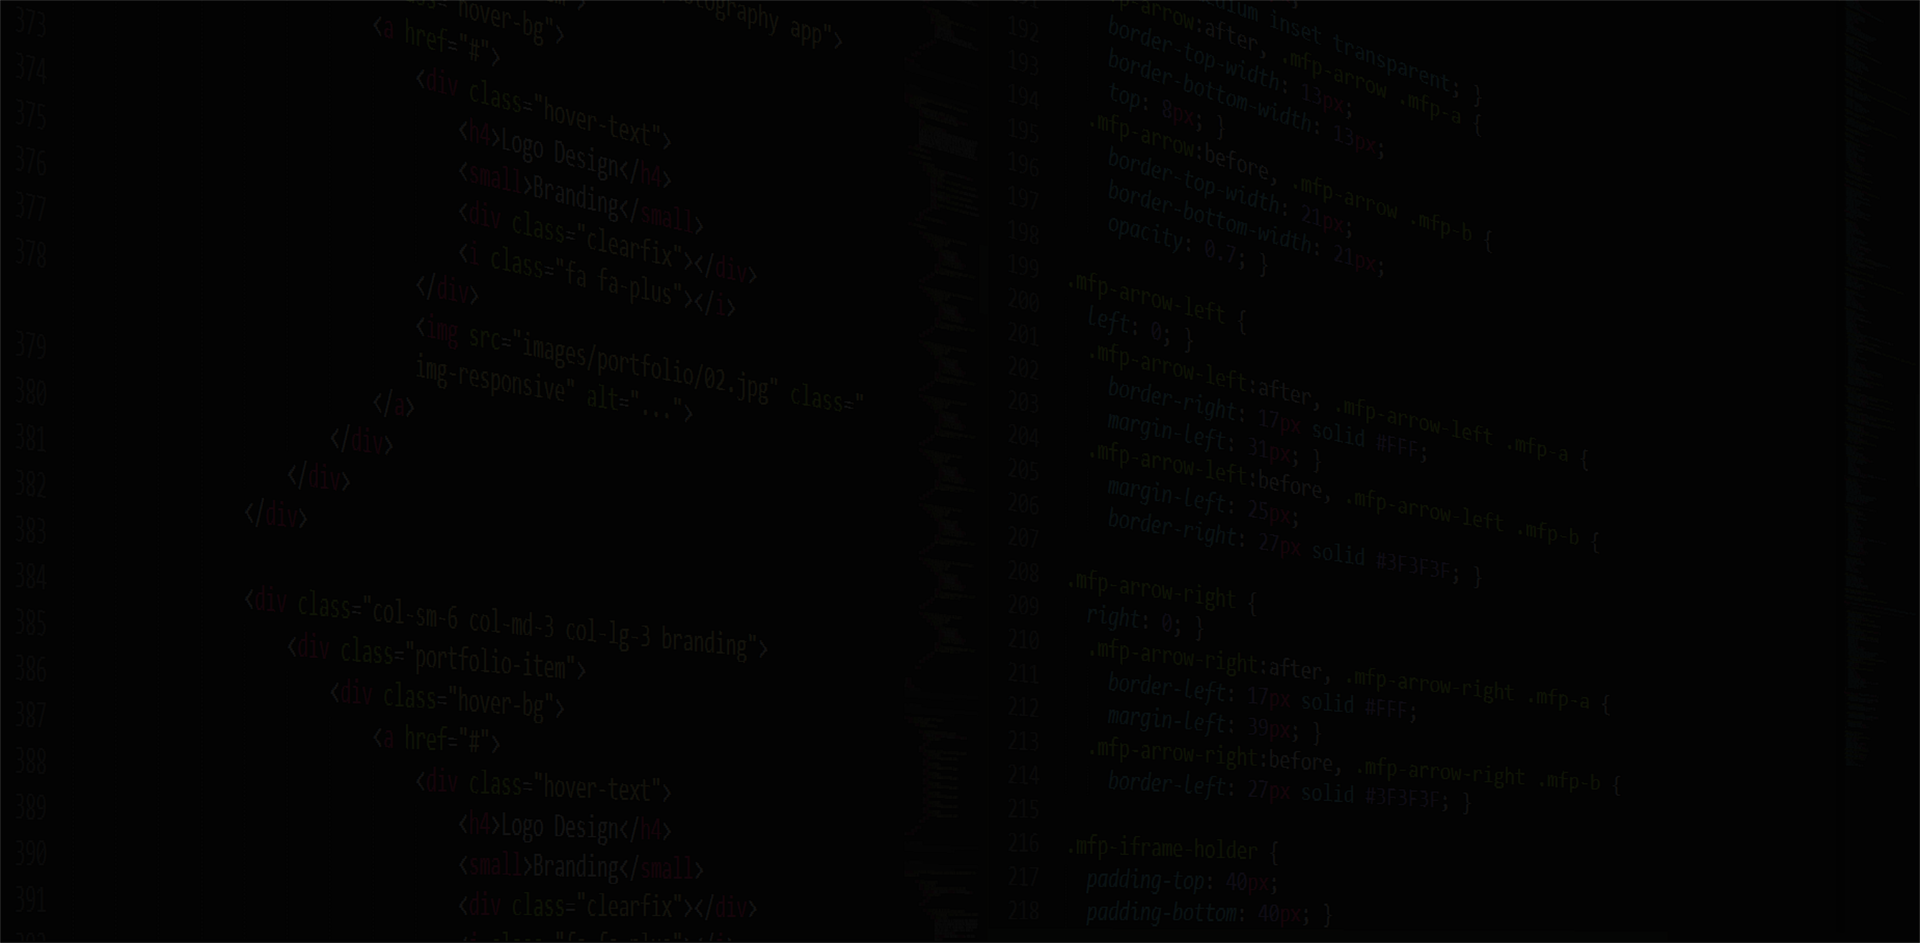 373
374
375
376
377
378
379
380
381
382
383
384
385
386
387
388
389
390
391
hover-bg">
<a href="#">
<div class="hover-text">
<h4>Logo Design</h4>
<small>Branding</small>
<div class="clearfix"></div>
<i class="fa fa-plus"></i>
</div>
<img src="images/portfolio/02.jpg" class="
img-responsive" alt="...">
</a>
</div>
</div>
</div>
<div class="col-sm-6 col-md-3 col-lg-3 branding">
<div class="portfolio-item">
<div class="hover-bg">
<a href="#">
<div class="hover-text">
<h4>Logo Design</h4>
<small>Branding</small>
<div class="clearfix"></div>
app">
192
193
194
195
196
197
198
199
200
201
202
203
204
205
206
207
208
209
210
211
212
213
214
215
216
217
218
inset transparent; }
arrow:after, .mfp-arrow .mfp-a {
border-top-width: 13px;
border-bottom-width: 13px;
top: 8px; }
.mfp-arrow:before, .mfp-arrow .mfp-b {
border-top-width: 21px;
border-bottom-width: 21px;
opacity: 0.7; }
.mfp-arrow-left {
left: 0; }
.mfp-arrow-left:after, .mfp-arrow-left .mfp-a {
border-right: 17px solid #FFF;
margin-left: 31px; }
.mfp-arrow-left:before, .mfp-arrow-left .mfp-b {
margin-left: 25px;
border-right: 27px solid #3F3F3F; }
.mfp-arrow-right {
right: 0; }
.mfp-arrow-right:after, .mfp-arrow-right .mfp-a {
border-left: 17px solid #FFF;
margin-left: 39px; }
.mfp-arrow-right:before, .mfp-arrow-right .mfp-b {
border-left: 27px solid #3F3F3F; }
.mfp-iframe-holder {
padding-top: 40px;
padding-bottom: 40px; }